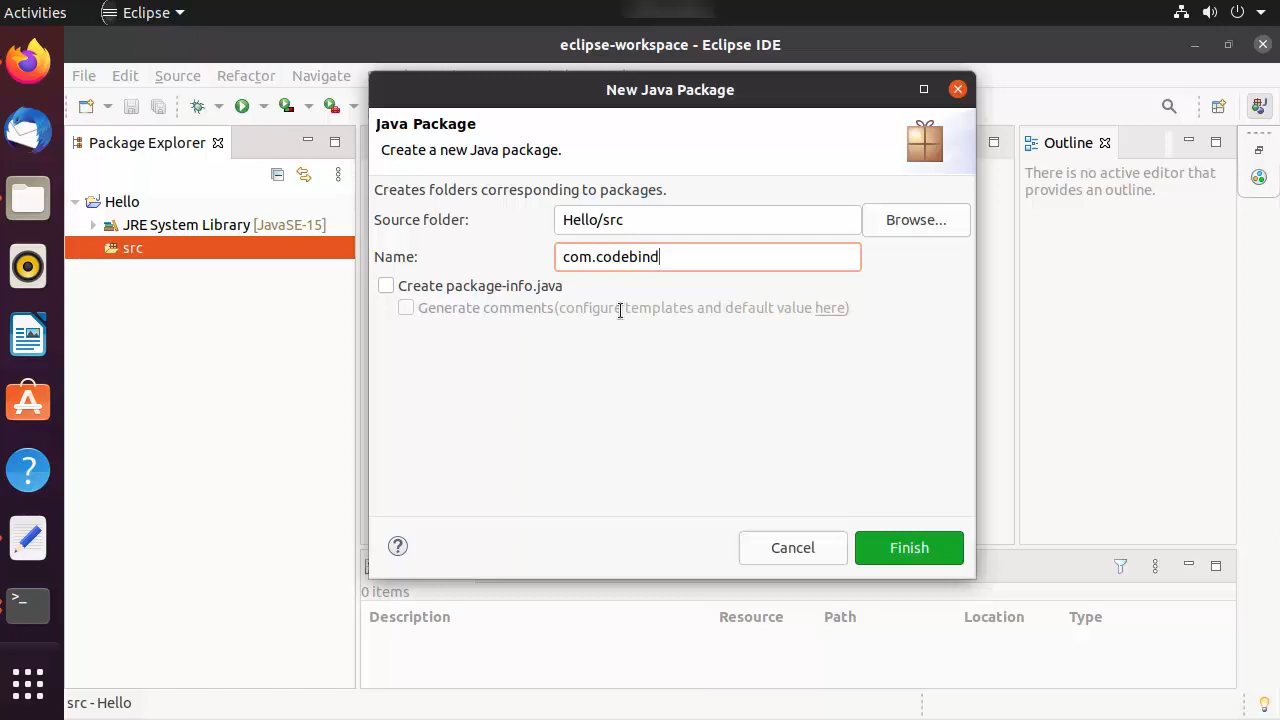 Activities Eclipse
eclipse-workspace - Eclipse IDE
File Edit Source Refactor Navigate
New Java Package
Java Package
Create a new Java package.
Package Explorer
Outline
There is no active editor that
provides an outline.
Creates folders corresponding to packages.
Hello
Source folder: Hello/src Browse...
JRE System Library [JavaSE-15]
src
Name: com.codebind
Create package-info.java
Generate comments(configure templates and default value here)
? Cancel Finish
0 items
Description Resource Path Location Type
src - Hello